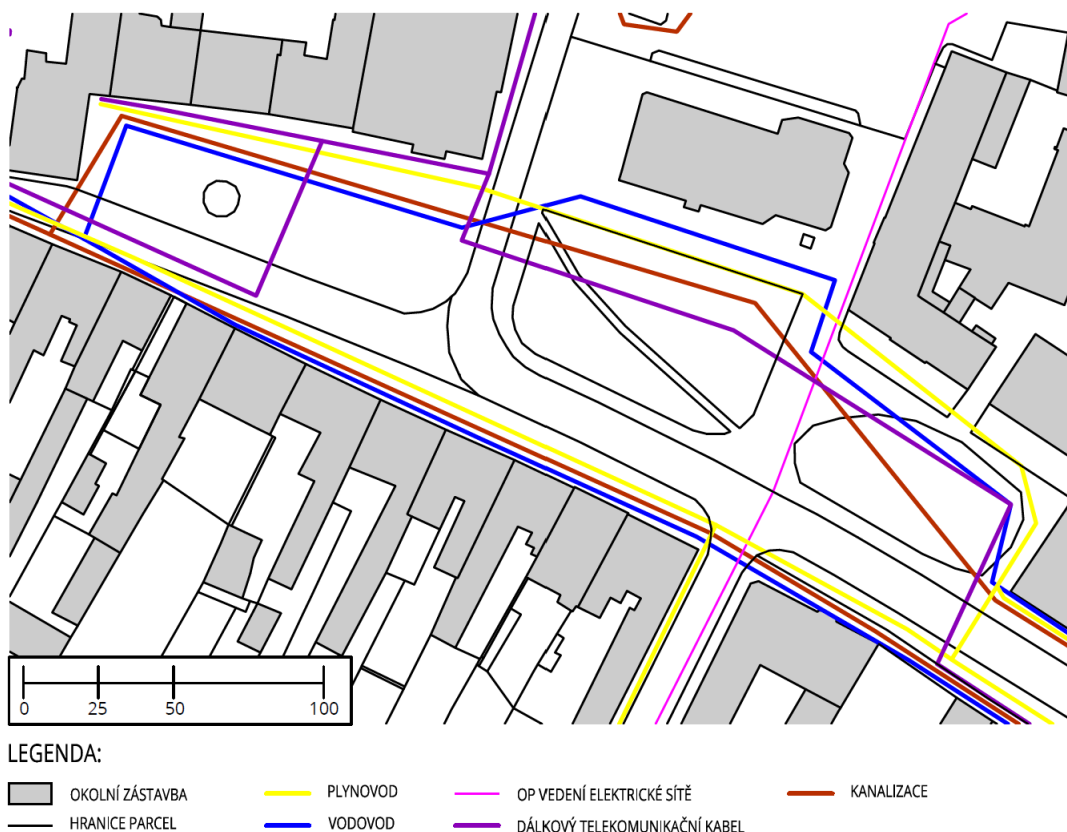 0 25 50 100
LEGENDA:
OKOLNÍ ZÁSTAVBA PLYNOVOD OP VEDENÍ ELEKTRICKÉ SÍTĚ KANALIZACE
HRANICE PARCEL VODOVOD DÁLKOVÝ TELEKOMUNIKAČNÍ KABEL